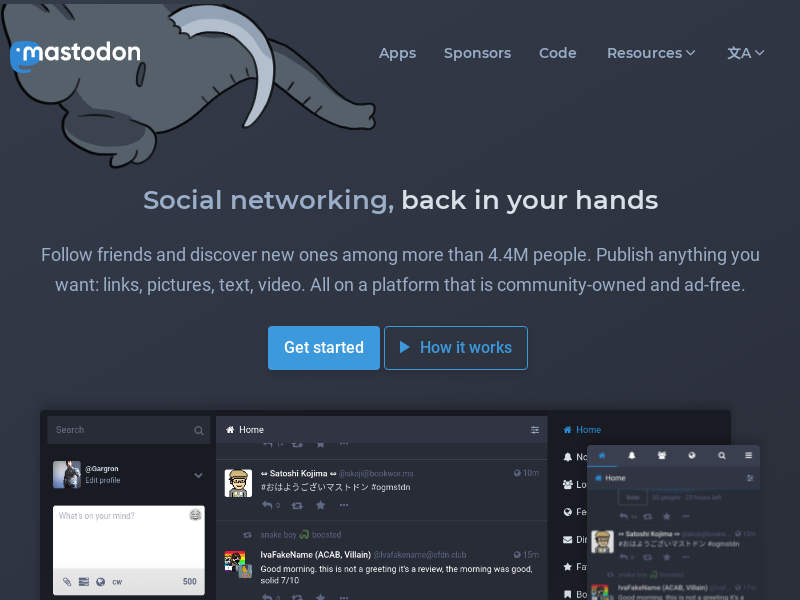 mastodon
Apps Sponsors Code Resources 文A
Social networking, back in your hands
Follow friends and discover new ones among more than 4.4M people. Publish anything you
want: links, pictures, text, video. All on a platform that is community-owned and ad-free.
Get started
How it works
Search
@Gargron
Edit profile
What's on your mind?
CW 500
Home
⇔ Satoshi Kojima ⇔ @skoji@bookwor.ms 10m
#おはようございマストドン #ogmstdn
0
snake boy boosted
IvaFakeName (ACAB, Villain) @Ivafakename@sfdn.club 15m
Good morning. this is not a greeting it's a review, the morning was good,
solid 7/10
Home
No
Lo
Fe
Dir
Fa
Bo
Home
Vote 30 people 23 hours left
⇔ Satoshi Kojima ⇔ 12m
#おはようございマストドン #ogmstdn
snake boy boosted
IvaFakeName (ACAB, Villain)
Good morning. this is not a greeting it's a